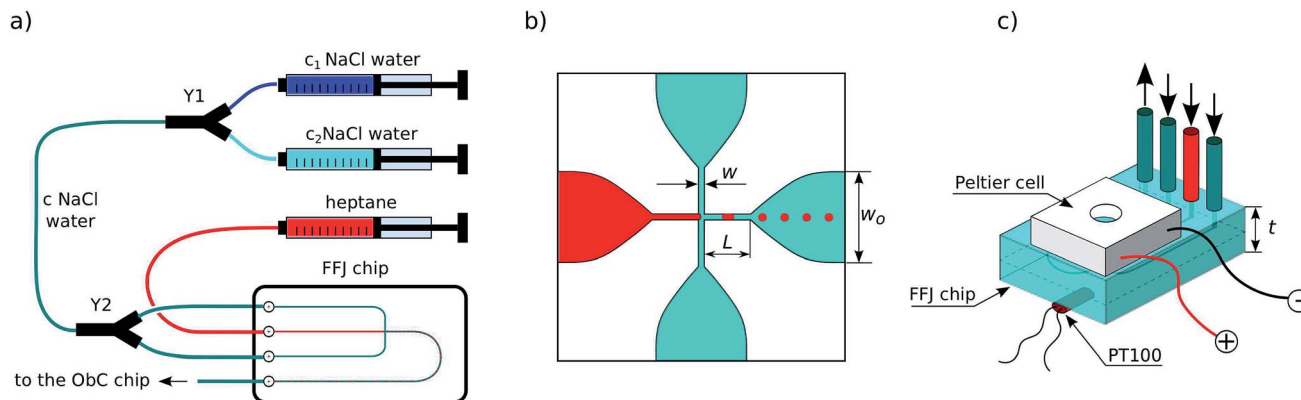 a)
c₁ NaCl water
Y1
c₂NaCl water
c NaCl
water
heptane
FFJ chip
Y2
to the ObC chip
b)
w
wₒ
L
c)
Peltier cell
t
FFJ chip
PT100
−
+